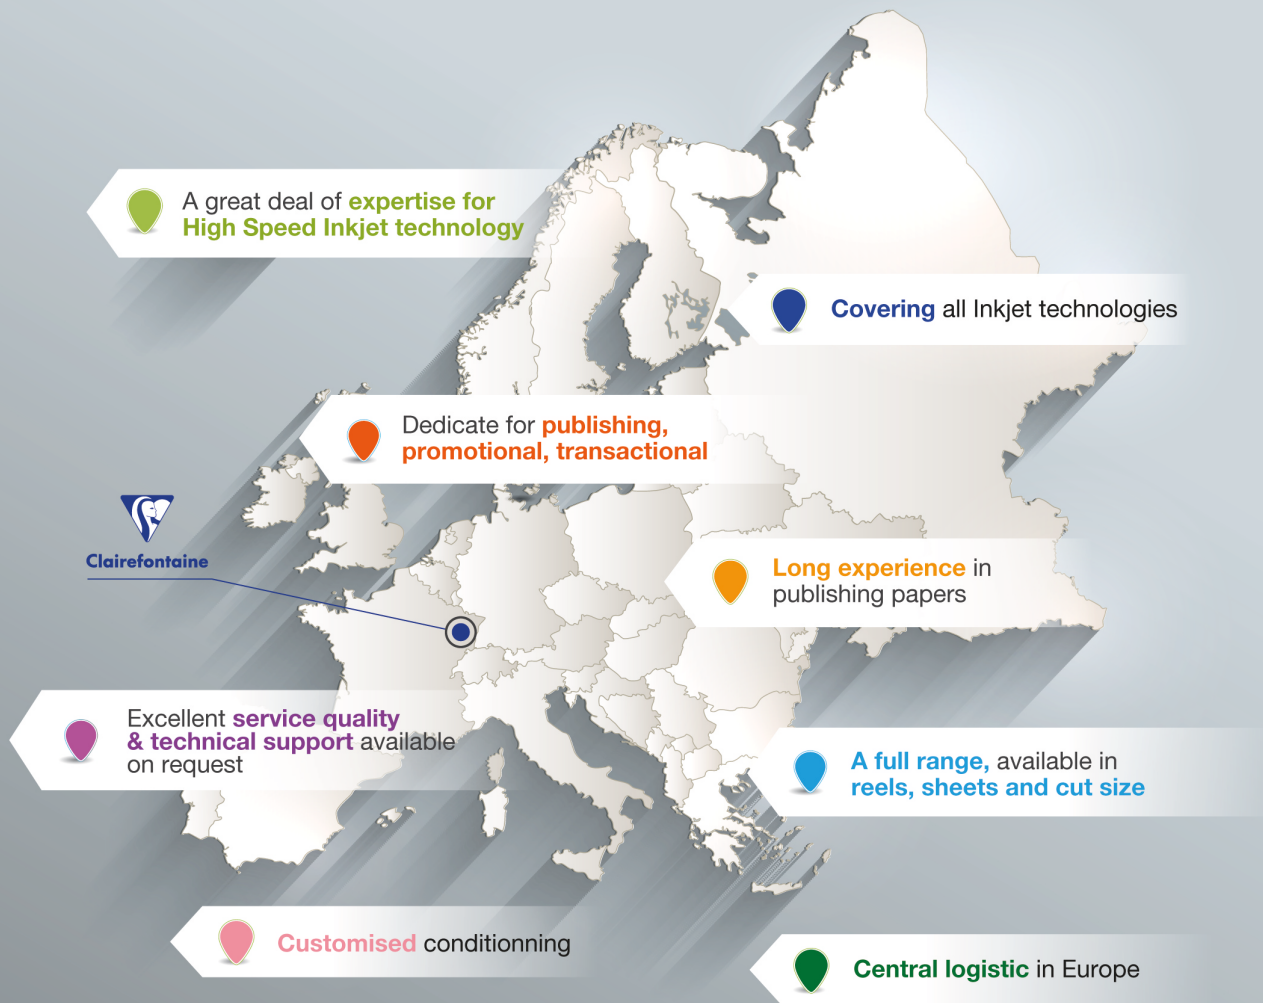 A great deal of expertise for
High Speed Inkjet technology
Covering all Inkjet technologies
Dedicate for publishing,
promotional, transactional
Clairefontaine
Long experience in
publishing papers
Excellent service quality
& technical support available
on request
A full range, available in
reels, sheets and cut size
Customised conditionning
Central logistic in Europe